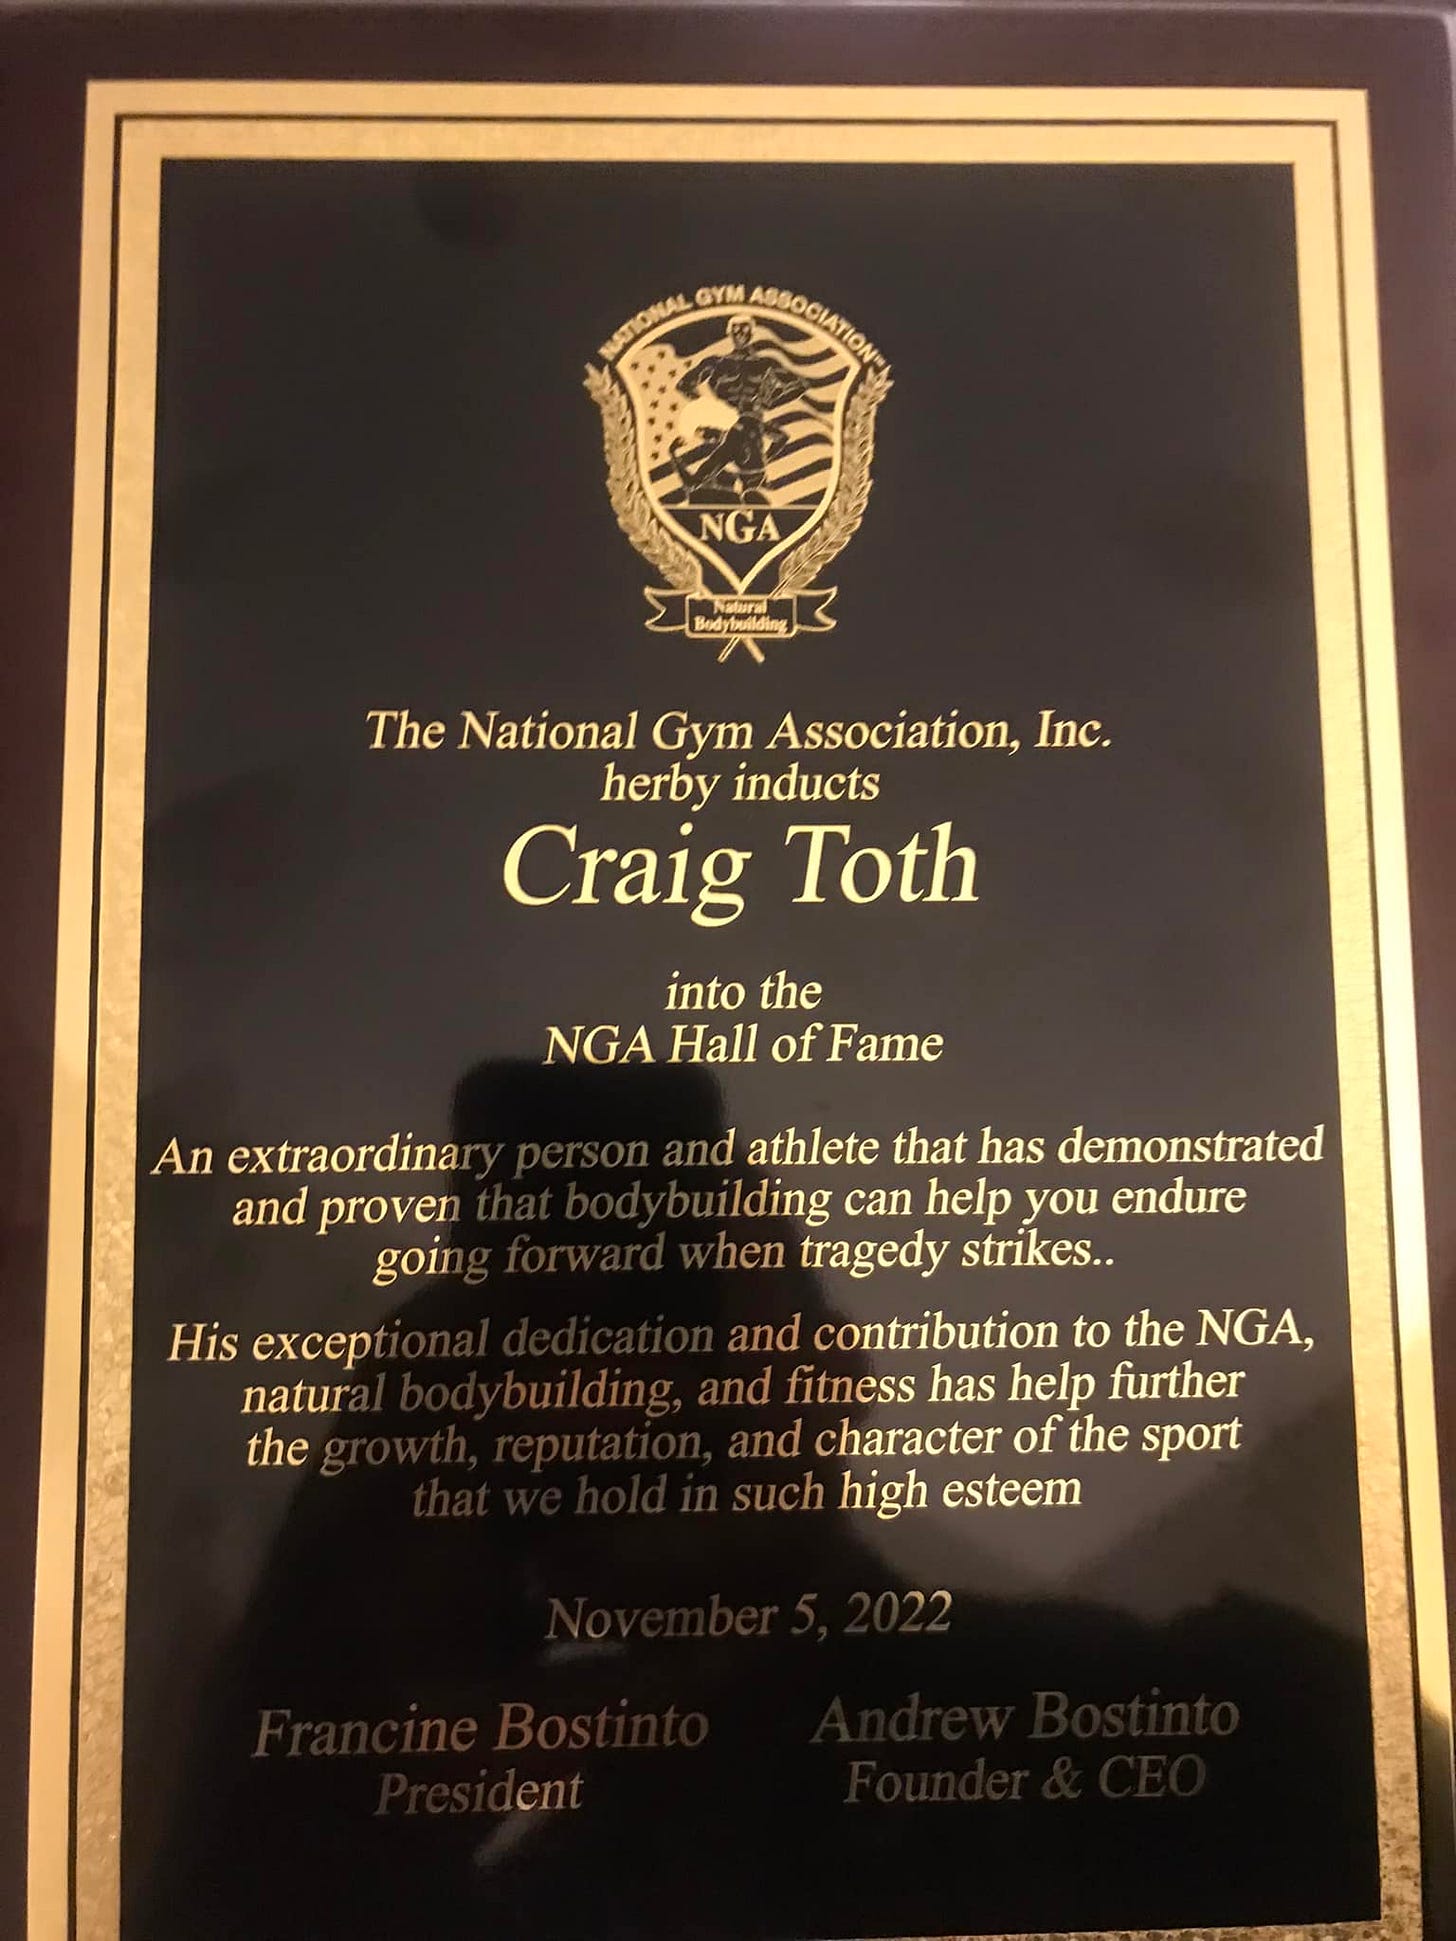 NATIONAL GYM ASSOCIATION™
NGA
Natural
Bodybuilding
The National Gym Association, Inc.
herby inducts
Craig Toth
into the
NGA Hall of Fame
An extraordinary person and athlete that has demonstrated
and proven that bodybuilding can help you endure
going forward when tragedy strikes..
His exceptional dedication and contribution to the NGA,
natural bodybuilding, and fitness has help further
the growth, reputation, and character of the sport
that we hold in such high esteem
November 5, 2022
Francine Bostinto
President
Andrew Bostinto
Founder & CEO